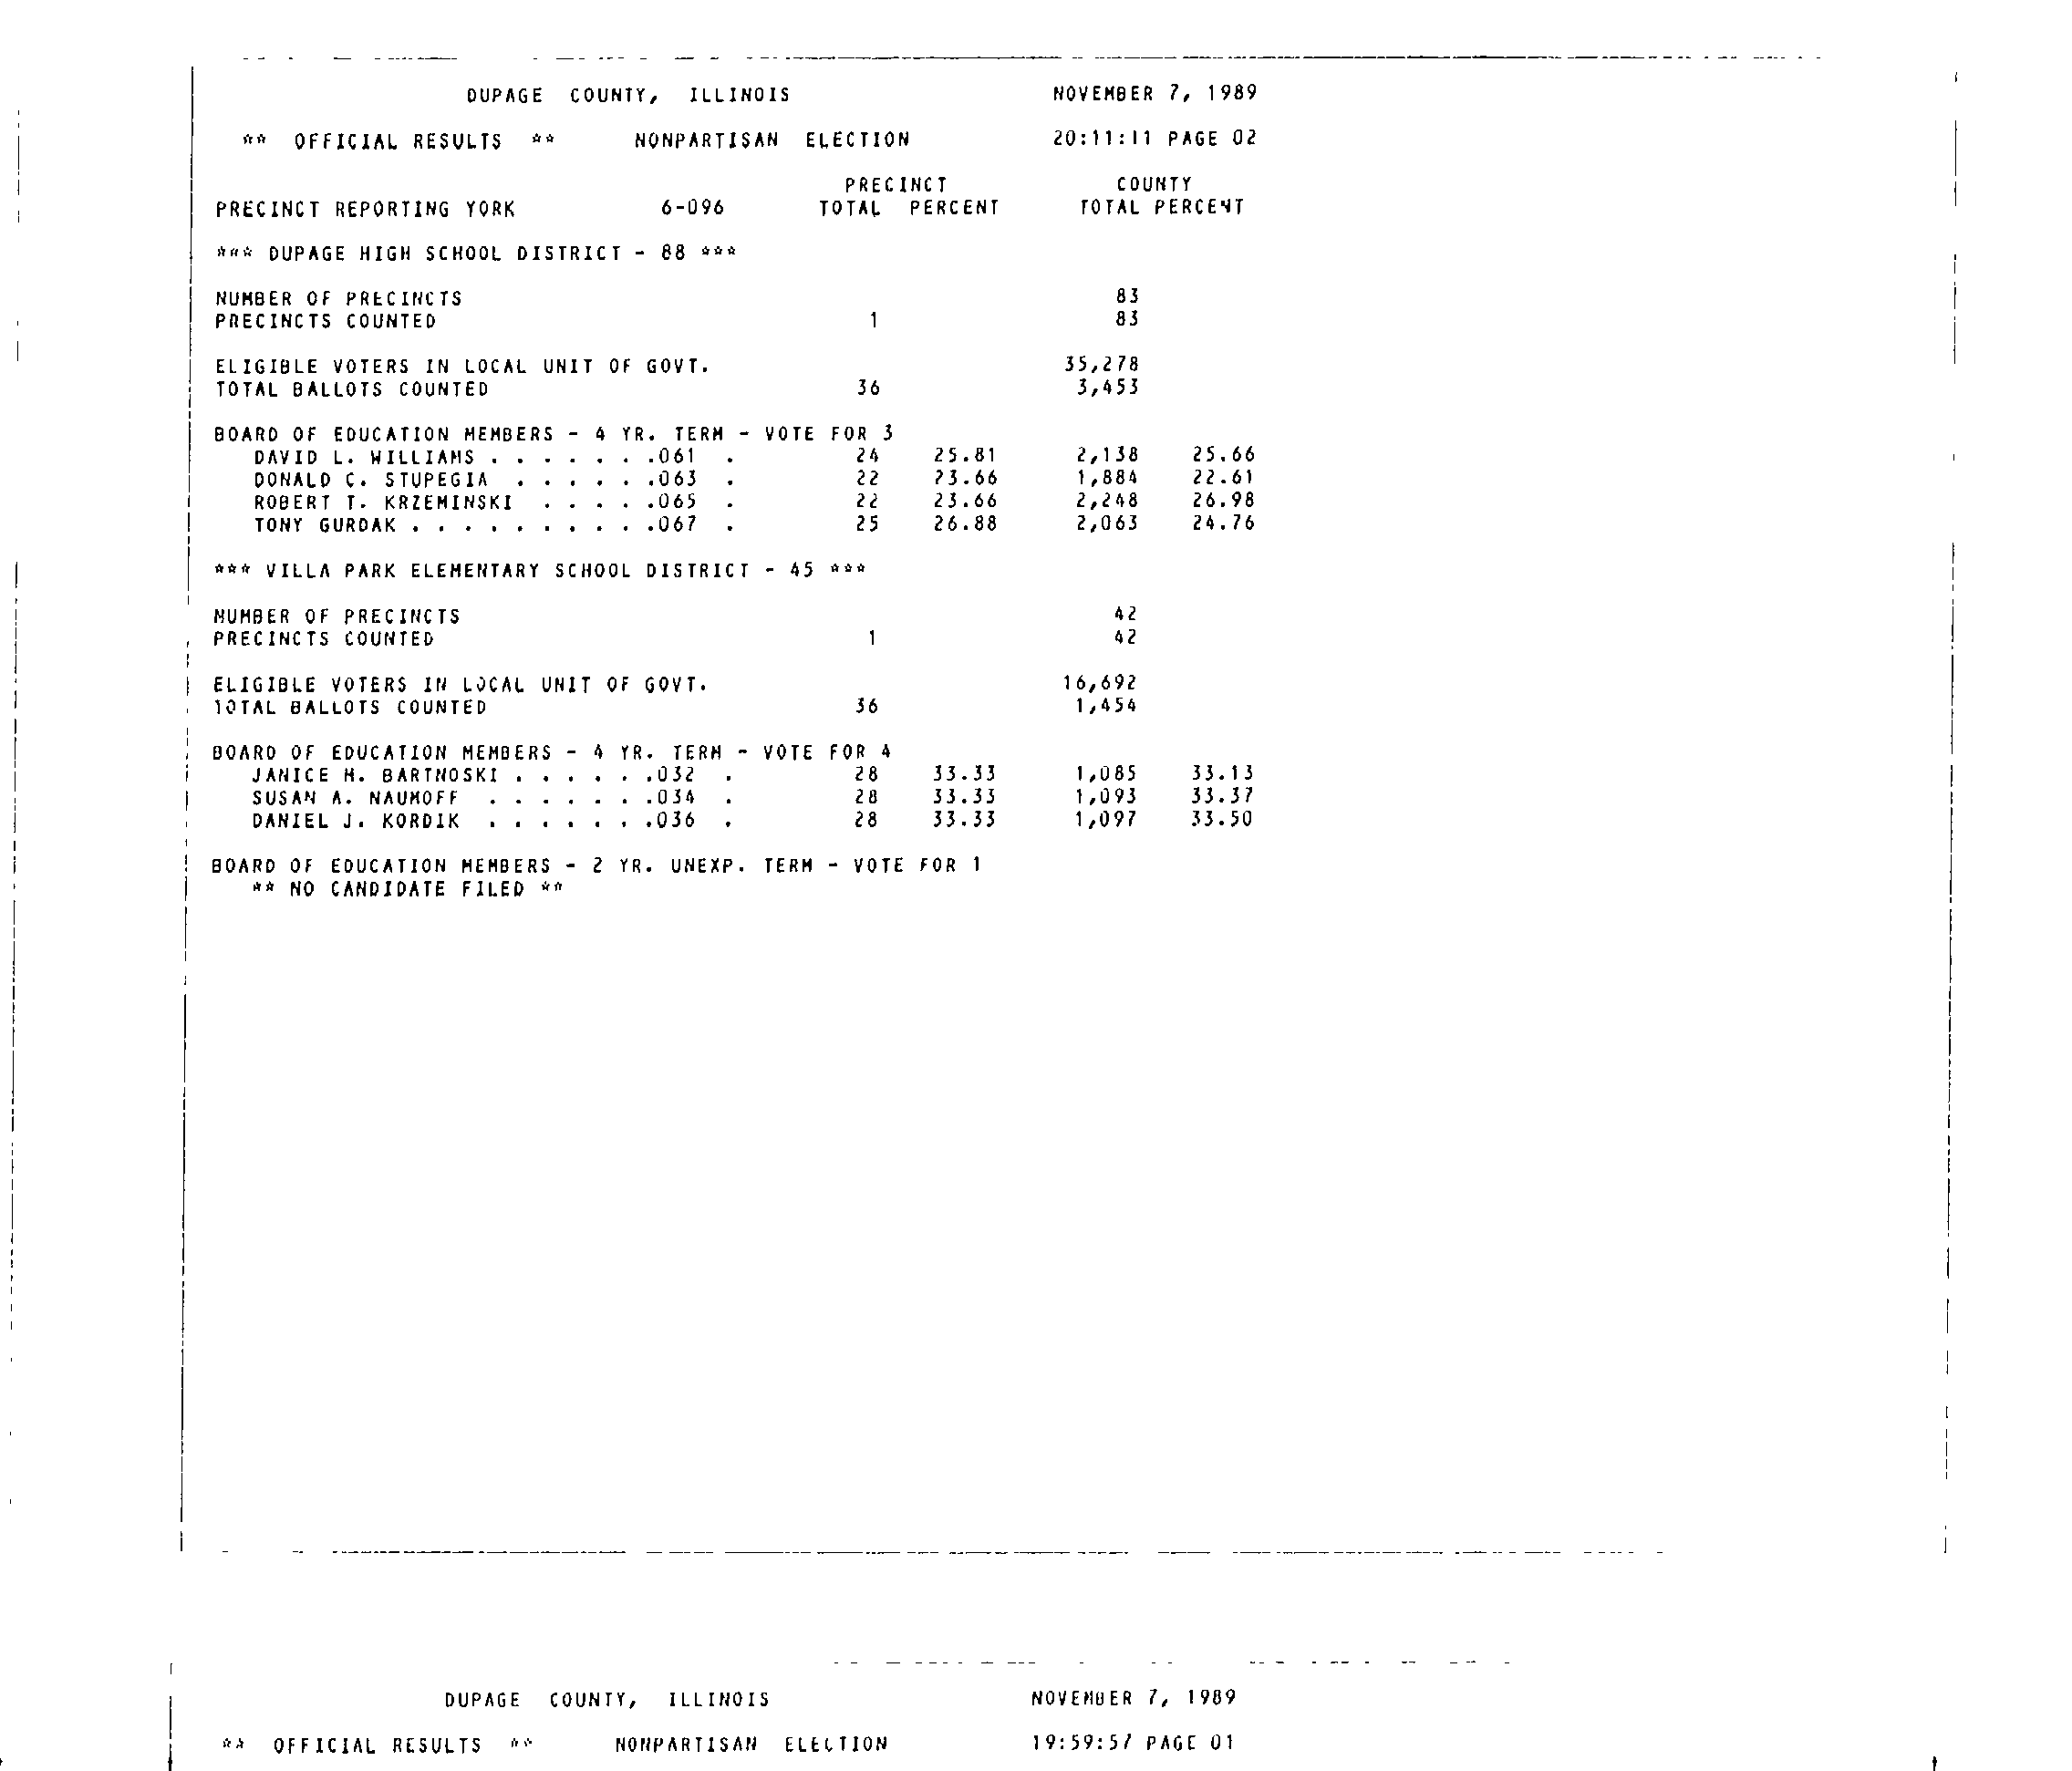 DUPAGE COUNTY, ILLINOIS NOVEMBER 7, 1989
** OFFICIAL RESULTS ** NONPARTISAN ELECTION 20:11:11 PAGE 02
PRECINCT COUNTY
PRECINCT REPORTING YORK 6-096 TOTAL PERCENT TOTAL PERCENT
*** DUPAGE HIGH SCHOOL DISTRICT - 88 ***
NUMBER OF PRECINCTS 83
PRECINCTS COUNTED 1 83
ELIGIBLE VOTERS IN LOCAL UNIT OF GOVT. 35,278
TOTAL BALLOTS COUNTED 36 3,453
BOARD OF EDUCATION MEMBERS - 4 YR. TERM - VOTE FOR 3
DAVID L. WILLIAMS . . . . . . .061 . 24 25.81 2,138 25.66
DONALD C. STUPEGIA . . . . . .063 . 22 23.66 1,884 22.61
ROBERT T. KRZEMINSKI . . . . .065 . 22 23.66 2,248 26.98
TONY GURDAK . . . . . . . . . .067 . 25 26.88 2,063 24.76
*** VILLA PARK ELEMENTARY SCHOOL DISTRICT - 45 ***
NUMBER OF PRECINCTS 42
PRECINCTS COUNTED 1 42
ELIGIBLE VOTERS IN LOCAL UNIT OF GOVT. 16,692
TOTAL BALLOTS COUNTED 36 1,454
BOARD OF EDUCATION MEMBERS - 4 YR. TERM - VOTE FOR 4
JANICE H. BARTNOSKI . . . . . .032 . 28 33.33 1,085 33.13
SUSAN A. NAUMOFF . . . . . . .034 . 28 33.33 1,093 33.37
DANIEL J. KORDIK . . . . . . .036 . 28 33.33 1,097 33.50
BOARD OF EDUCATION MEMBERS - 2 YR. UNEXP. TERM - VOTE FOR 1
** NO CANDIDATE FILED **
DUPAGE COUNTY, ILLINOIS NOVEMBER 7, 1989
** OFFICIAL RESULTS ** NONPARTISAN ELECTION 19:59:57 PAGE 01